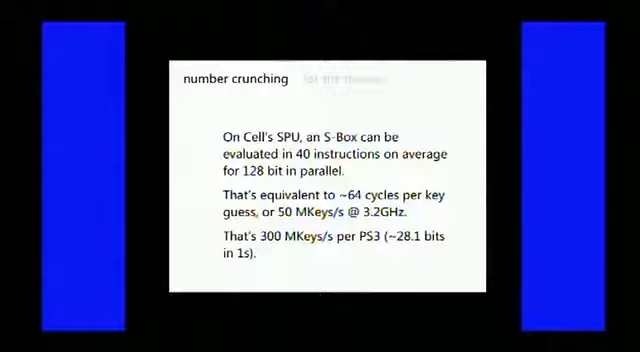 number crunching
On Cell's SPU, an S-Box can be
evaluated in 40 instructions on average
for 128 bit in parallel.
That's equivalent to ~64 cycles per key
guess, or 50 MKeys/s @ 3.2GHz.
That's 300 MKeys/s per PS3 (~28.1 bits
in 1s).